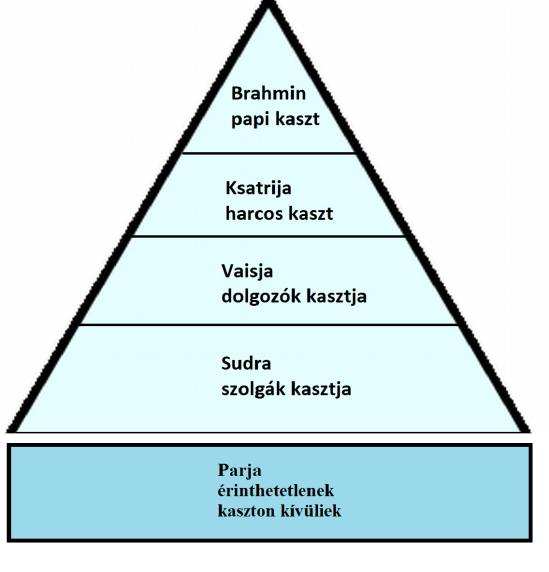 Brahmin
papi kaszt
Ksatrija
harcos kaszt
Vaisja
dolgozók kasztja
Sudra
szolgák kasztja
Parja
érinthetetlenek
kaszton kívüliek